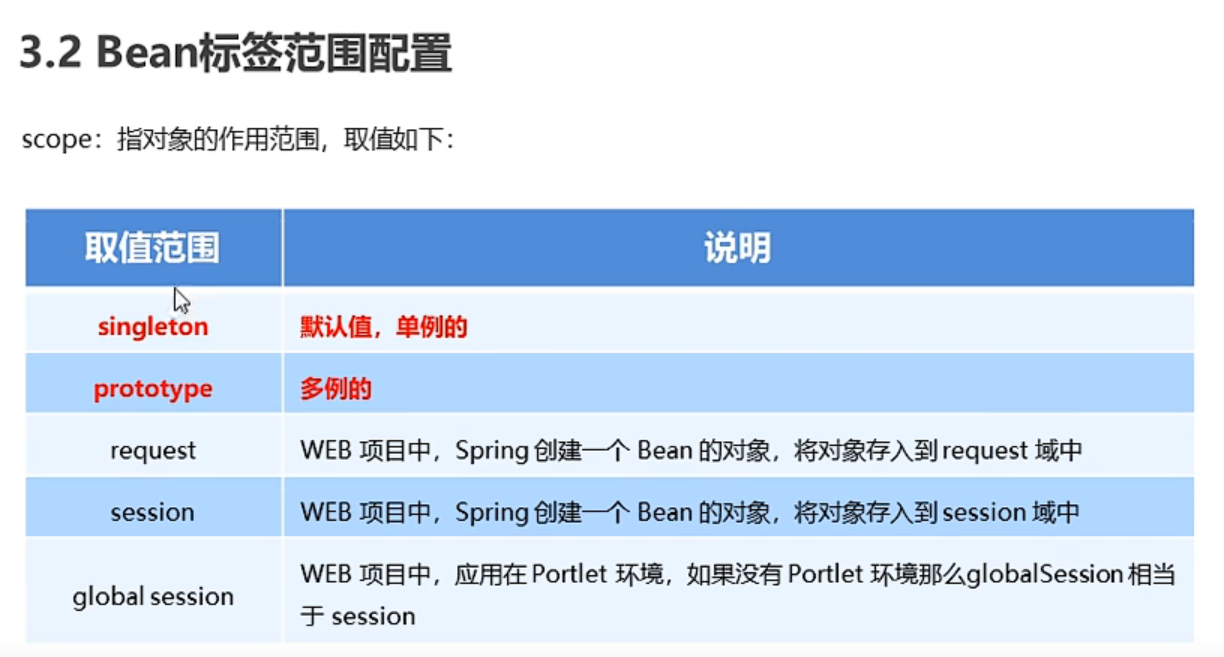 3.2 Bean标签范围配置
scope：指对象的作用范围，取值如下：
取值范围 说明
singleton 默认值，单例的
prototype 多例的
request WEB 项目中，Spring 创建一个 Bean 的对象，将对象存入到 request 域中
session WEB 项目中，Spring 创建一个 Bean 的对象，将对象存入到 session 域中
global session WEB 项目中，应用在 Portlet 环境，如果没有 Portlet 环境那么globalSession 相当
于 session